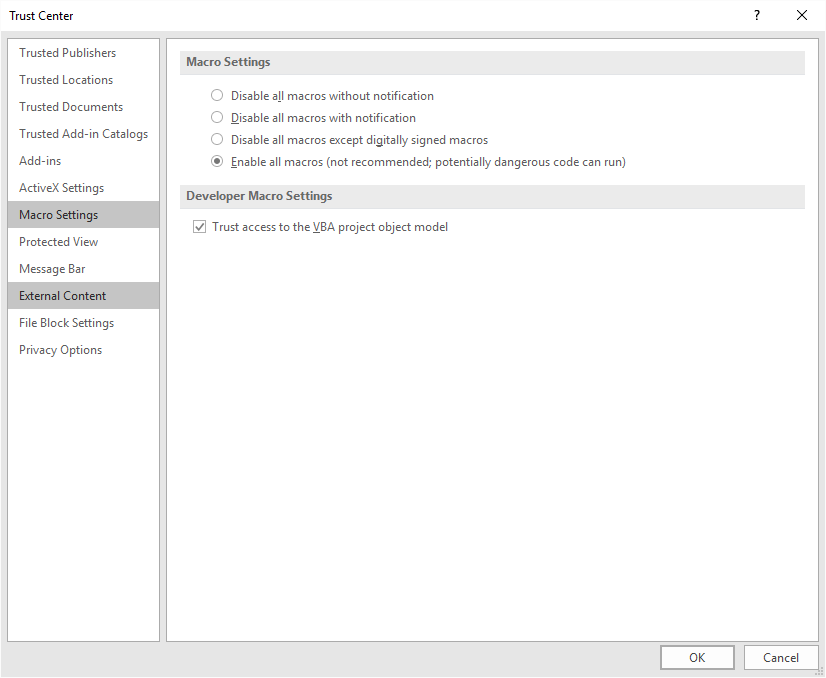 Trust Center
?
Trusted Publishers
Trusted Locations
Trusted Documents
Trusted Add-in Catalogs
Add-ins
ActiveX Settings
Macro Settings
Protected View
Message Bar
External Content
File Block Settings
Privacy Options
Macro Settings
Disable all macros without notification
Disable all macros with notification
Disable all macros except digitally signed macros
Enable all macros (not recommended; potentially dangerous code can run)
Developer Macro Settings
Trust access to the VBA project object model
OK
Cancel